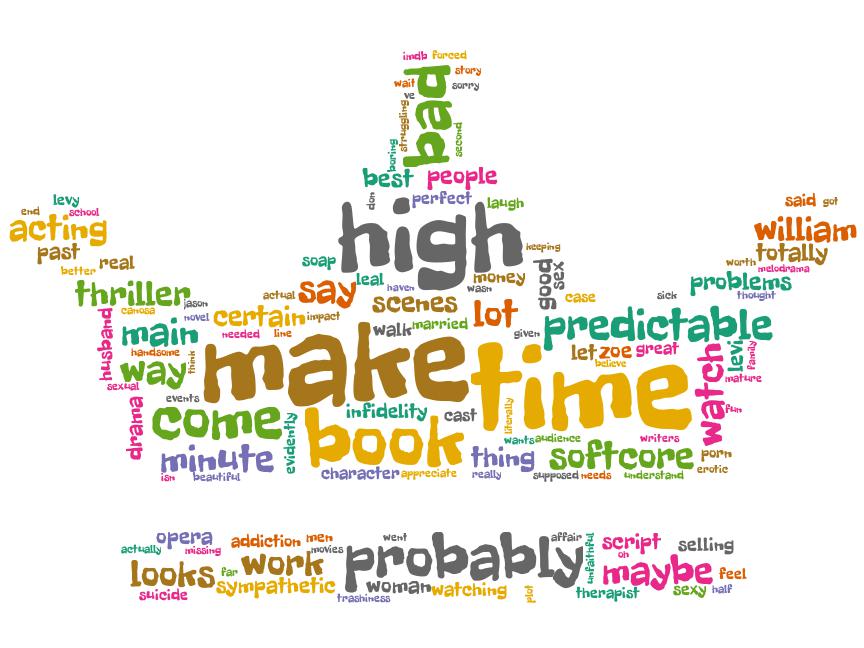 imdb forced
wait story
ve sorry
bad
struggling
second
boring
best people
don perfect laugh
high
keeping
levy
end school
acting
past
better real
said got
william
totally
worth melodrama
problems
thought
soap leal
haven wasn money
good sex
thriller jason
actual say
scenes lot case sick
canosa novel certain impact
husband main needed line
walk married given predictable
handsome
way think
sexual
make
let zoe great
believe
time
watch levi family
mature
fun
drama events
come evidently
infidelity cast literally
book
wants audience writers
minute
isn beautiful
character appreciate
thing really
softcore
supposed needs understand
porn
erotic
opera addiction men went affair
actually missing movies
probably
unfaithful script oh selling
looks far work
maybe feel
suicide sympathetic
woman watching
trashiness plot
therapist sexy half